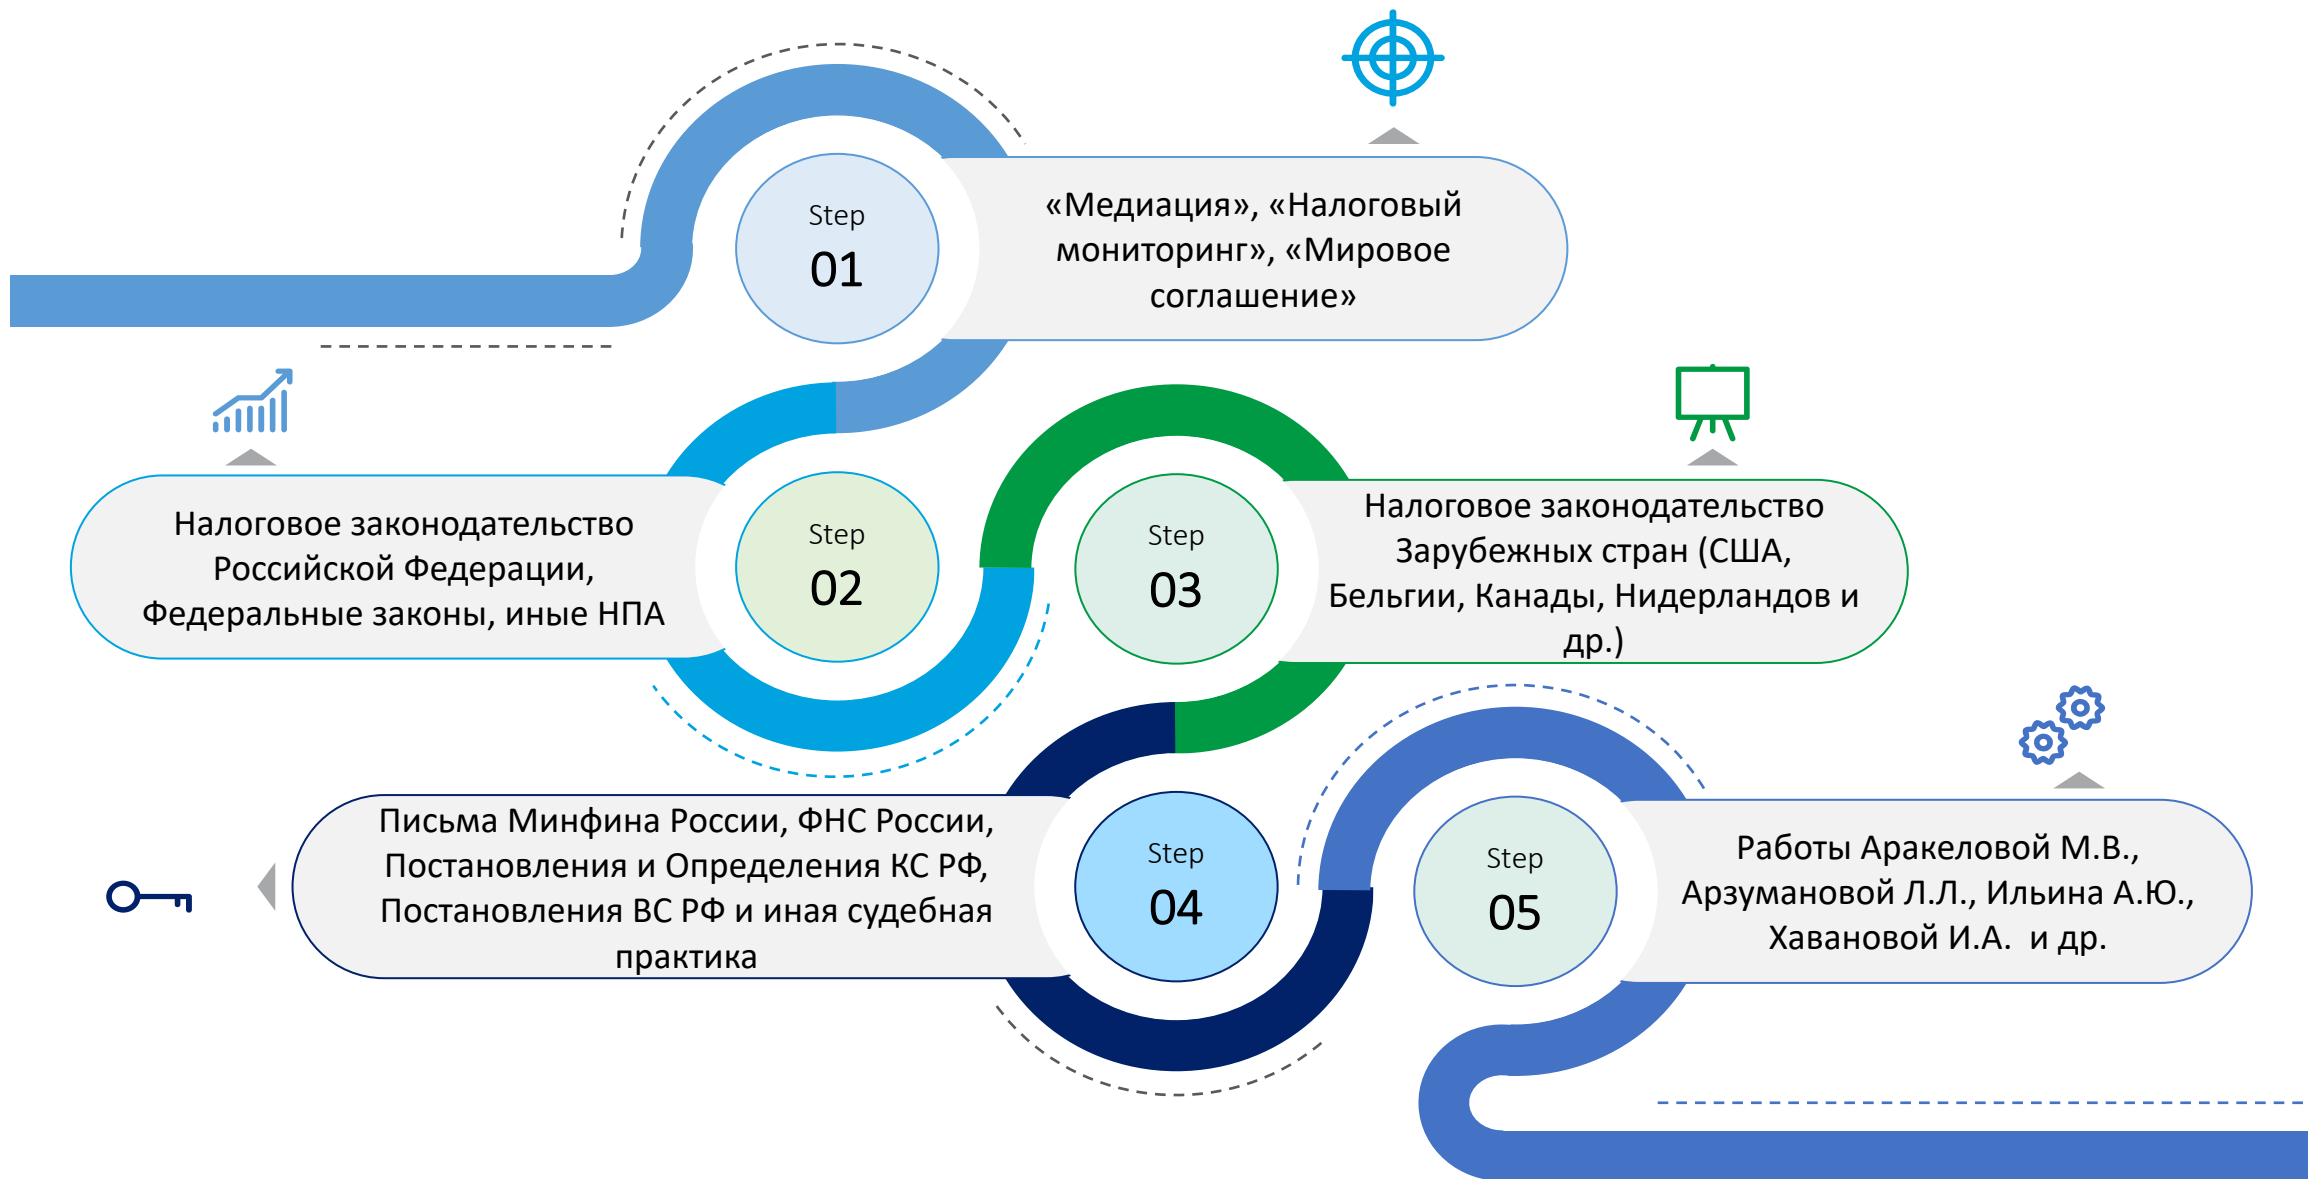 Step
01
«Медиация», «Налоговый
мониторинг», «Мировое
соглашение»
Налоговое законодательство
Российской Федерации,
Федеральные законы, иные НПА
Step
02
Step
03
Налоговое законодательство
Зарубежных стран (США,
Бельгии, Канады, Нидерландов и
др.)
Письма Минфина России, ФНС России,
Постановления и Определения КС РФ,
Постановления ВС РФ и иная судебная
практика
Step
04
Step
05
Работы Аракеловой М.В.,
Арзумановой Л.Л., Ильина А.Ю.,
Хавановой И.А. и др.